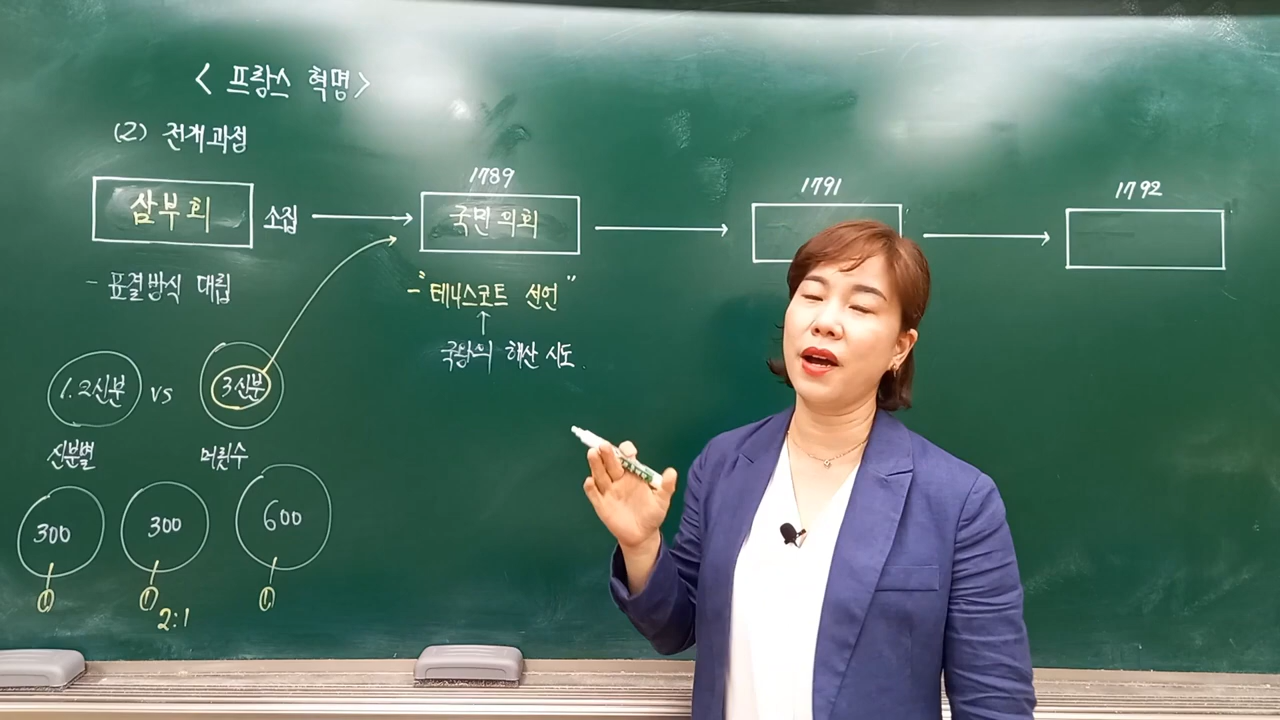 < 프랑스 혁명 >
(2) 전개과정
삼부회 소집
1789
국민의회
1791
1792
- 표결방식 대립
- "테니스코트 선언"
국왕의 해산 시도.
1.2신분 vs 3신분
신분별 머릿수
300 300 600
① ① ①
2:1